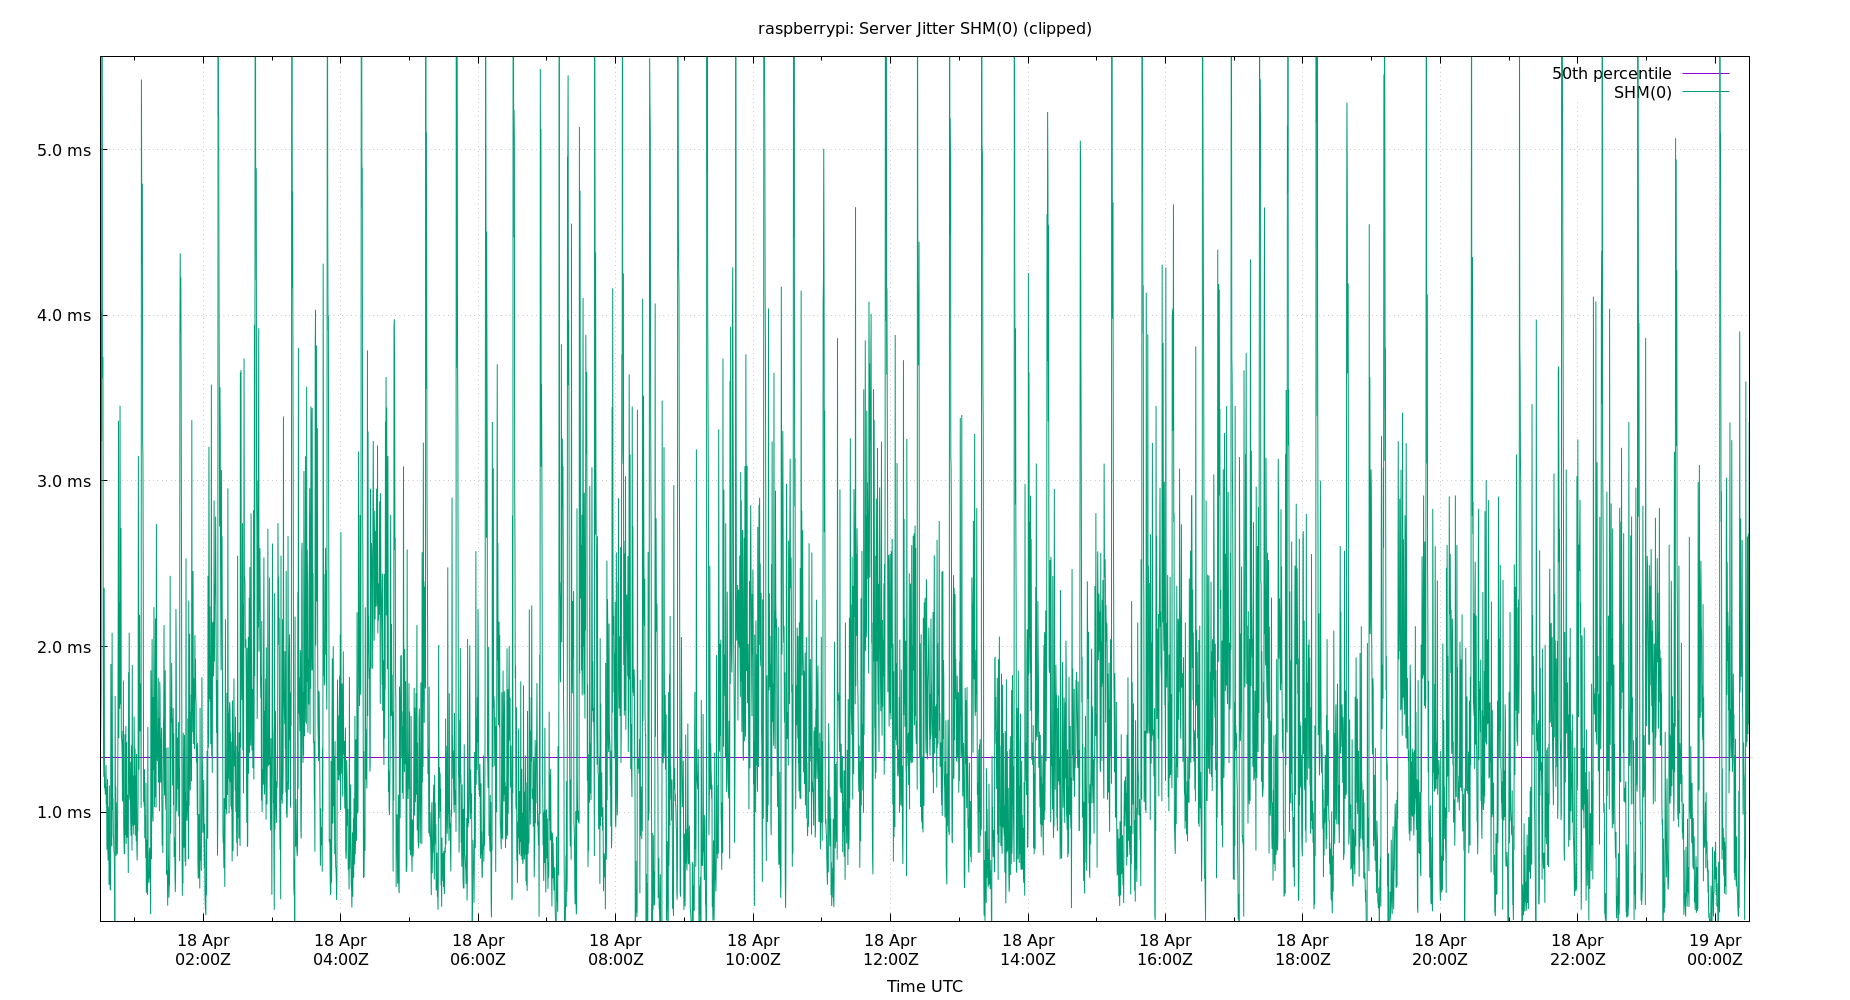 raspberrypi: Server Jitter SHM(0) (clipped)
50th percentile
SHM(0)
5.0 ms
4.0 ms
3.0 ms
2.0 ms
1.0 ms
18 Apr 18 Apr 18 Apr 18 Apr 18 Apr 18 Apr 18 Apr 18 Apr 18 Apr 18 Apr 18 Apr 19 Apr
02:00Z 04:00Z 06:00Z 08:00Z 10:00Z 12:00Z 14:00Z 16:00Z 18:00Z 20:00Z 22:00Z 00:00Z
Time UTC